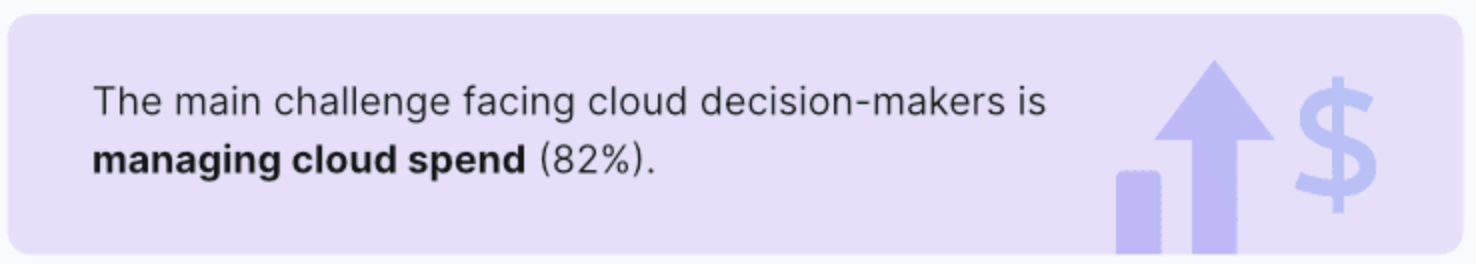 The main challenge facing cloud decision-makers is
managing cloud spend (82%).
$